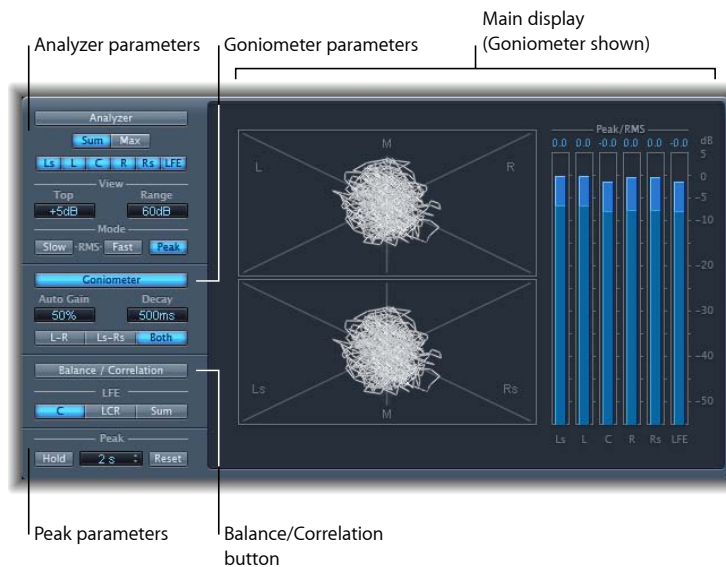 Main display
(Goniometer shown)
Analyzer parameters
Goniometer parameters
Analyzer
Sum Max
Ls L C R Rs LFE
View
Top Range
+5dB 60dB
Mode
Slow -RMS- Fast Peak
Goniometer
Auto Gain Decay
50% 500ms
L-R Ls-Rs Both
Balance / Correlation
LFE
C LCR Sum
Peak
Hold 2 s Reset
M
L R
Ls Rs
M
Peak/RMS
0.0 0.0 -0.0 0.0 0.0 -0.0 dB
5
0
-5
-10
-20
-30
-40
-50
Ls L C R Rs LFE
Peak parameters
Balance/Correlation
button